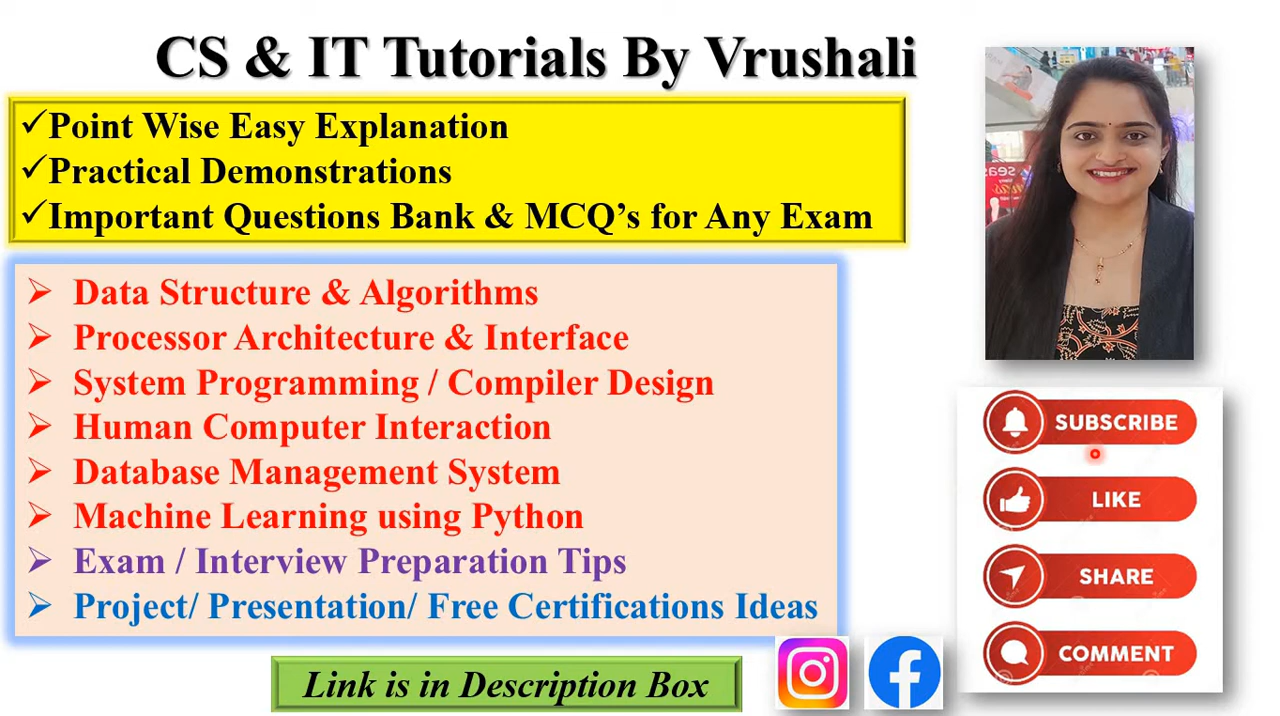 CS & IT Tutorials By Vrushali
✓Point Wise Easy Explanation
✓Practical Demonstrations
✓Important Questions Bank & MCQ’s for Any Exam
➢ Data Structure & Algorithms
➢ Processor Architecture & Interface
➢ System Programming / Compiler Design
➢ Human Computer Interaction
➢ Database Management System
➢ Machine Learning using Python
➢ Exam / Interview Preparation Tips
➢ Project/ Presentation/ Free Certifications Ideas
Link is in Description Box
SUBSCRIBE
LIKE
SHARE
COMMENT